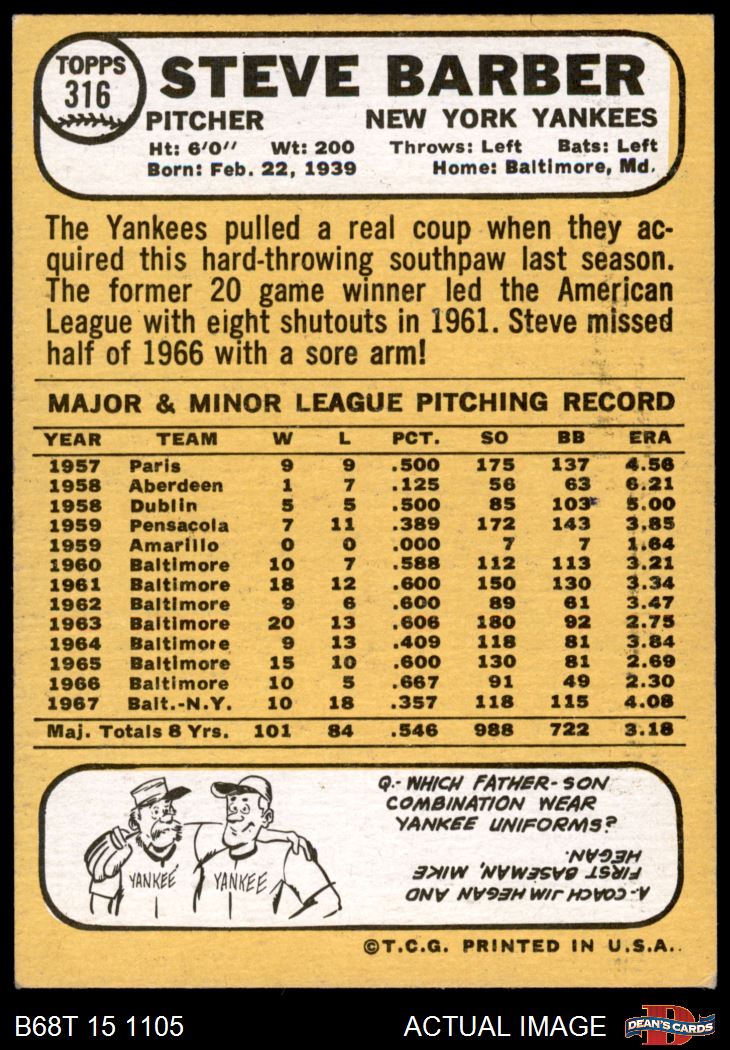 TOPPS
316
STEVE BARBER
PITCHER NEW YORK YANKEES
Ht: 6'0" Wt: 200 Throws: Left Bats: Left
Born: Feb. 22, 1939 Home: Baltimore, Md.
The Yankees pulled a real coup when they ac-
quired this hard-throwing southpaw last season.
The former 20 game winner led the American
League with eight shutouts in 1961. Steve missed
half of 1966 with a sore arm!
MAJOR & MINOR LEAGUE PITCHING RECORD
YEAR TEAM W L PCT. SO BB ERA
1957 Paris 9 9 .500 175 137 4.56
1958 Aberdeen 1 7 .125 56 63 6.21
1958 Dublin 5 5 .500 85 103 5.00
1959 Pensacola 7 11 .389 172 143 3.85
1959 Amarillo 0 0 .000 7 7 1.64
1960 Baltimore 10 7 .588 112 113 3.21
1961 Baltimore 18 12 .600 150 130 3.34
1962 Baltimore 9 6 .600 89 61 3.47
1963 Baltimore 20 13 .606 180 92 2.75
1964 Baltimore 9 13 .409 118 81 3.84
1965 Baltimore 15 10 .600 130 81 2.69
1966 Baltimore 10 5 .667 91 49 2.30
1967 Balt.-N.Y. 10 18 .357 118 115 4.08
Maj. Totals 8 Yrs. 101 84 .546 988 722 3.18
Q.- WHICH FATHER-SON
COMBINATION WEAR
YANKEE UNIFORMS?
A.- COACH JIM HEGAN AND
FIRST BASEMAN, MIKE
HEGAN.
YANKEE YANKEE
©T.C.G. PRINTED IN U.S.A.
B68T 15 1105 ACTUAL IMAGE
DEAN'S CARDS